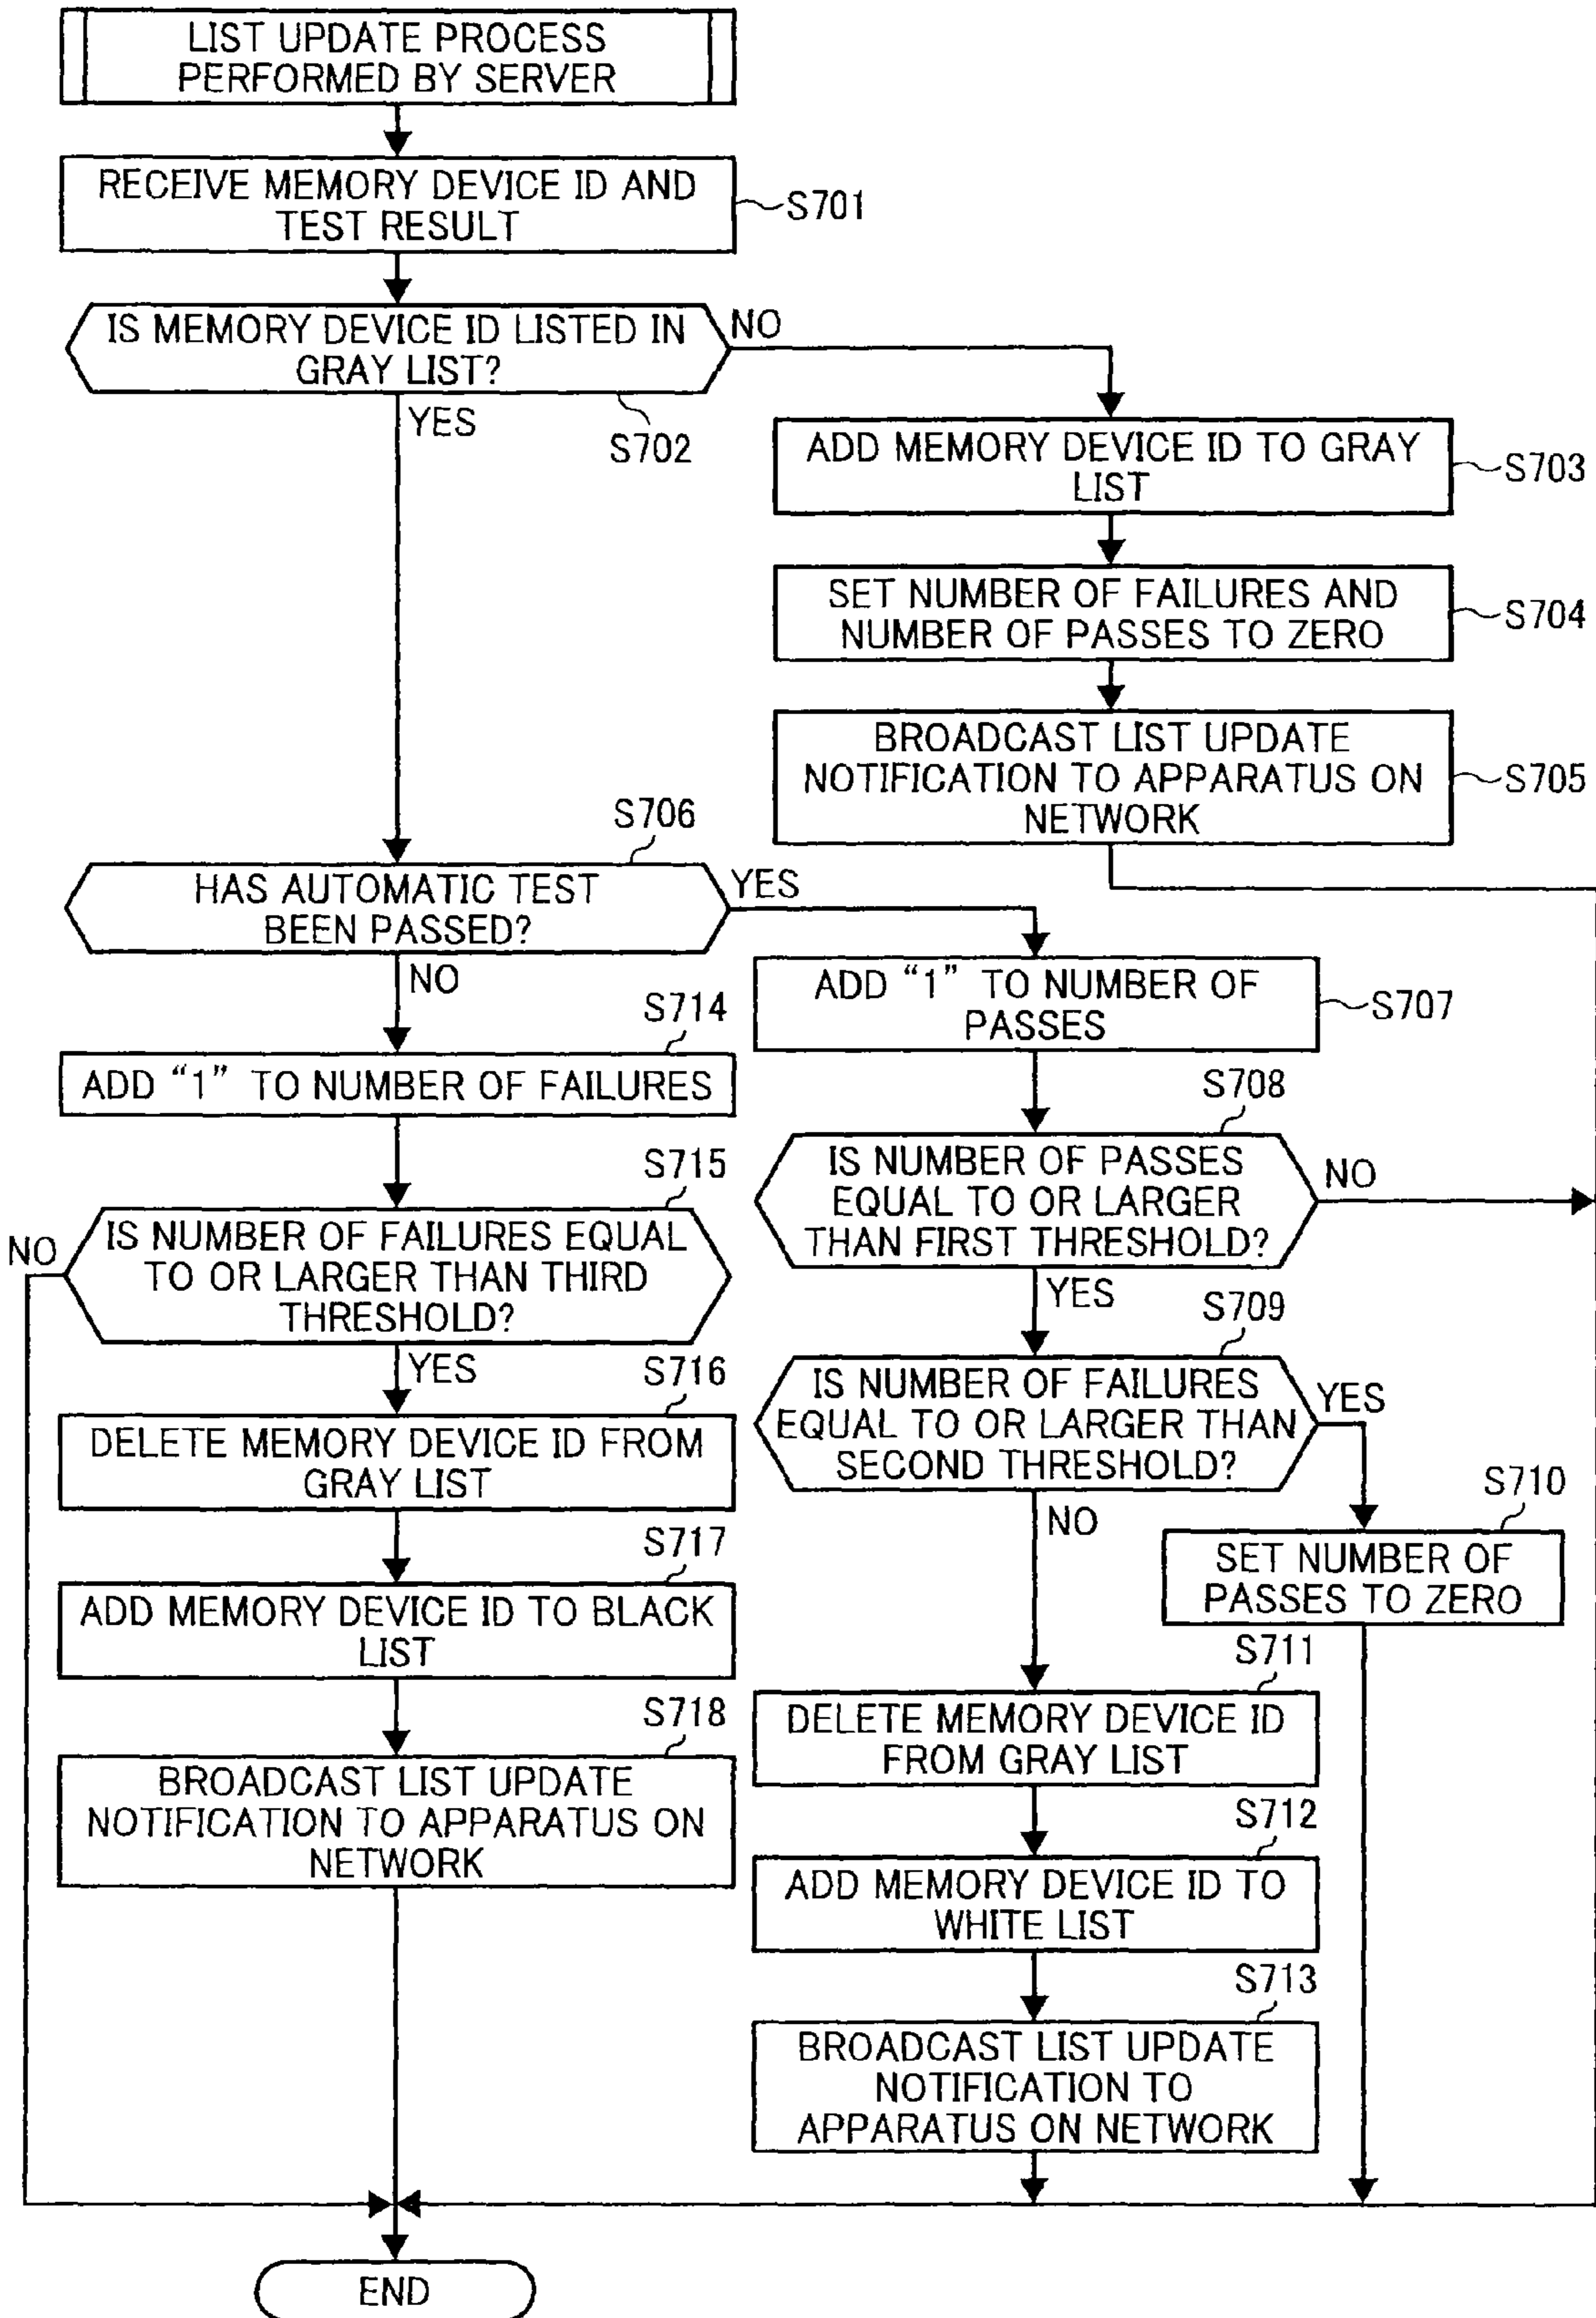 LIST UPDATE PROCESS
PERFORMED BY SERVER
RECEIVE MEMORY DEVICE ID AND
TEST RESULT
S701
IS MEMORY DEVICE ID LISTED IN
GRAY LIST?
NO
YES
S702
ADD MEMORY DEVICE ID TO GRAY
LIST
S703
SET NUMBER OF FAILURES AND
NUMBER OF PASSES TO ZERO
S704
BROADCAST LIST UPDATE
NOTIFICATION TO APPARATUS ON
NETWORK
S705
S706
HAS AUTOMATIC TEST
BEEN PASSED?
YES
NO
ADD "1" TO NUMBER OF
PASSES
S707
S714
ADD "1" TO NUMBER OF FAILURES
S708
IS NUMBER OF PASSES
EQUAL TO OR LARGER
THAN FIRST THRESHOLD?
NO
YES
S715
IS NUMBER OF FAILURES EQUAL
TO OR LARGER THAN THIRD
THRESHOLD?
NO
YES
S709
IS NUMBER OF FAILURES
EQUAL TO OR LARGER THAN
SECOND THRESHOLD?
YES
NO
S716
DELETE MEMORY DEVICE ID FROM
GRAY LIST
S710
SET NUMBER OF
PASSES TO ZERO
S717
ADD MEMORY DEVICE ID TO BLACK
LIST
S711
DELETE MEMORY DEVICE ID
FROM GRAY LIST
S718
BROADCAST LIST UPDATE
NOTIFICATION TO APPARATUS ON
NETWORK
S712
ADD MEMORY DEVICE ID TO
WHITE LIST
S713
BROADCAST LIST UPDATE
NOTIFICATION TO
APPARATUS ON NETWORK
END